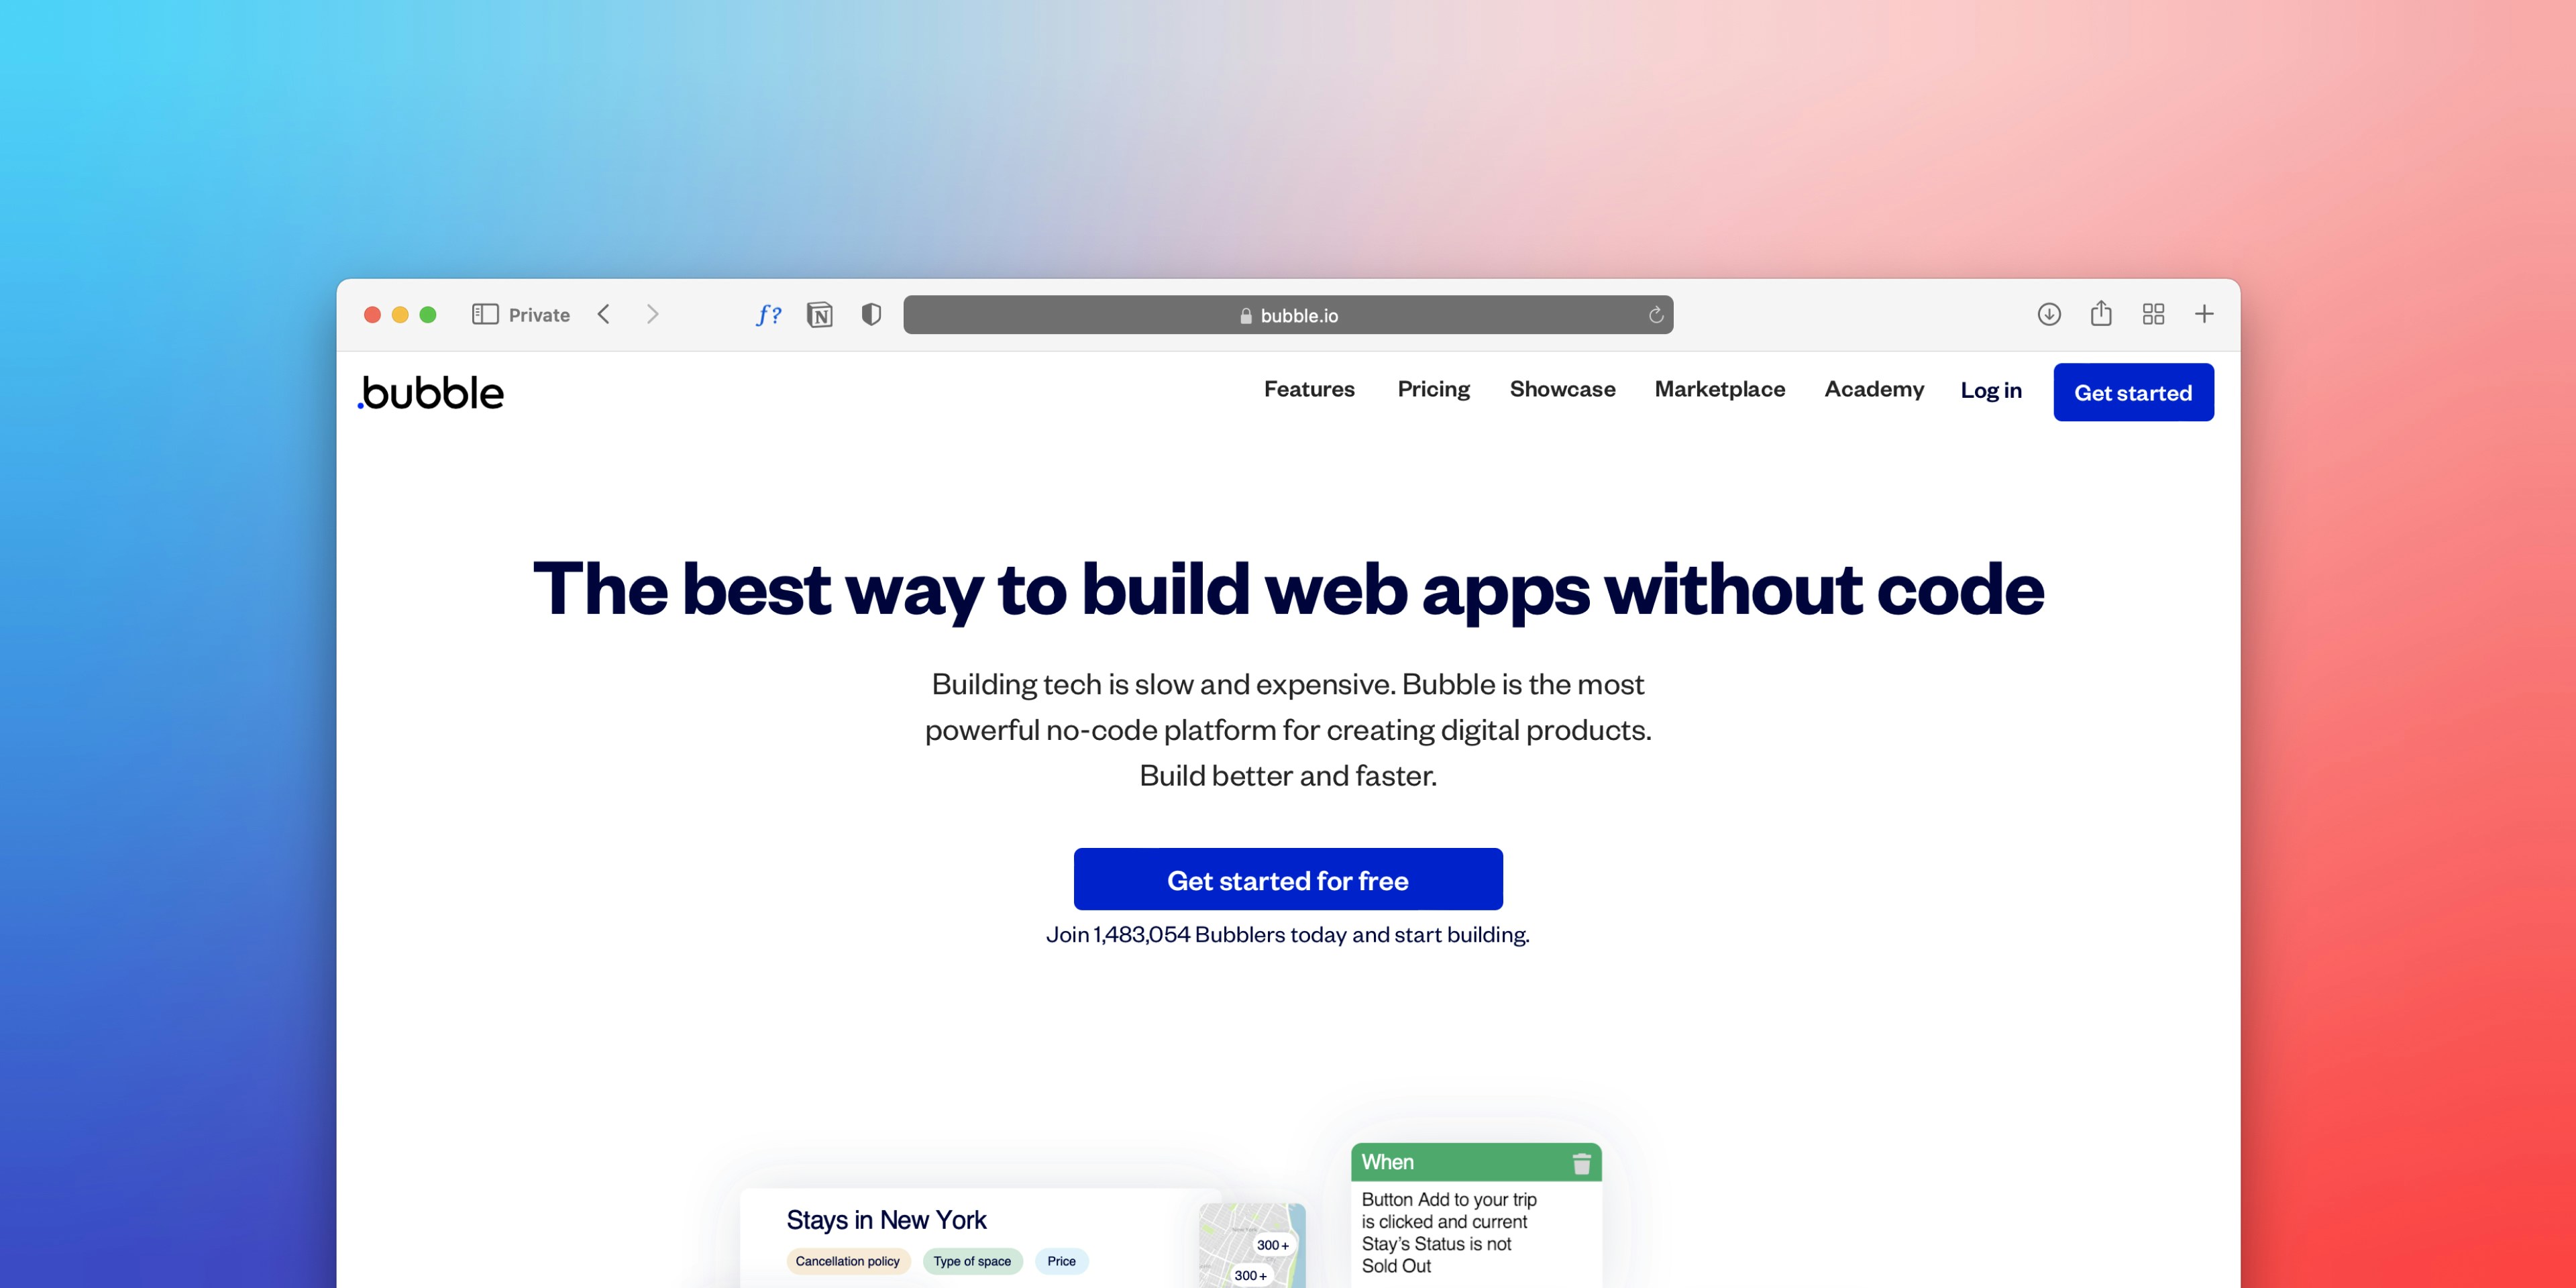 Private
f?
N
bubble.io
.bubble
Features Pricing Showcase Marketplace Academy Log in Get started
The best way to build web apps without code
Building tech is slow and expensive. Bubble is the most
powerful no-code platform for creating digital products.
Build better and faster.
Get started for free
Join 1,483,054 Bubblers today and start building.
Stays in New York
Cancellation policy Type of space Price
300+
300+
When
Button Add to your trip
is clicked and current
Stay's Status is not
Sold Out